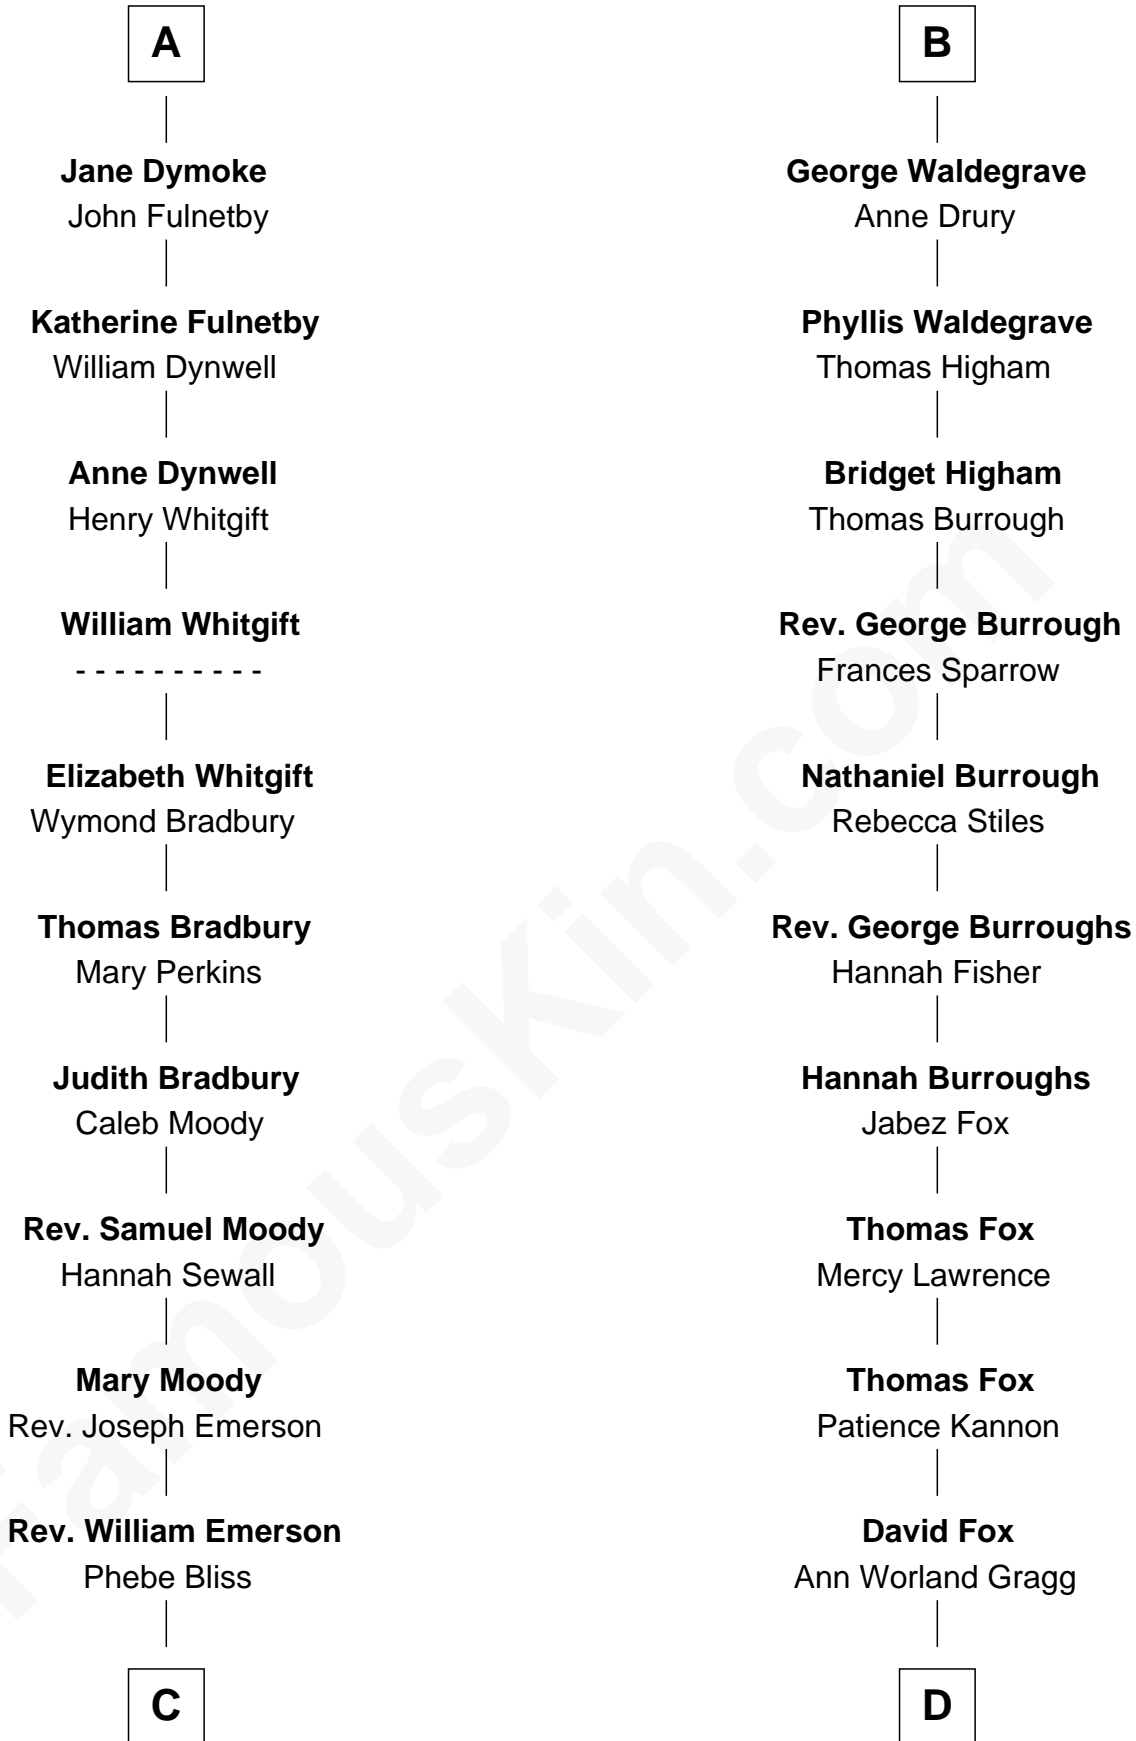 A
Jane Dymoke
John Fulnetby
Katherine Fulnetby
William Dynwell
Anne Dynwell
Henry Whitgift
William Whitgift
- - - - - - - - - -
Elizabeth Whitgift
Wymond Bradbury
Thomas Bradbury
Mary Perkins
Judith Bradbury
Caleb Moody
Rev. Samuel Moody
Hannah Sewall
Mary Moody
Rev. Joseph Emerson
Rev. William Emerson
Phebe Bliss
C
B
George Waldegrave
Anne Drury
Phyllis Waldegrave
Thomas Higham
Bridget Higham
Thomas Burrough
Rev. George Burrough
Frances Sparrow
Nathaniel Burrough
Rebecca Stiles
Rev. George Burroughs
Hannah Fisher
Hannah Burroughs
Jabez Fox
Thomas Fox
Mercy Lawrence
Thomas Fox
Patience Kannon
David Fox
Ann Worland Gragg
D
FamousKin.com